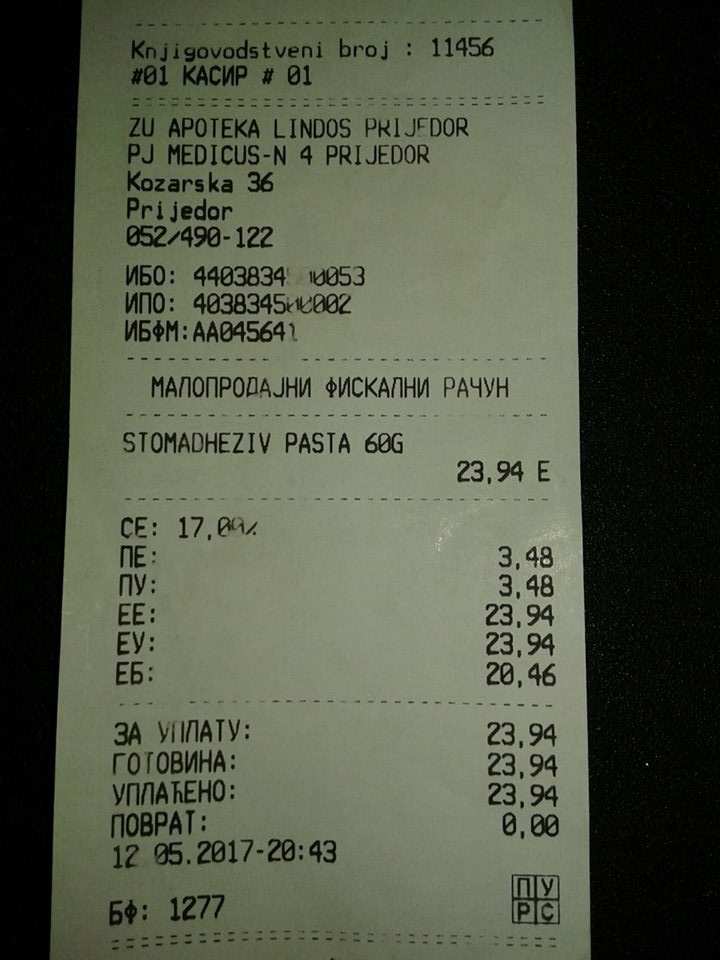 Knjigovodstveni broj : 11456
#01 КАСИР # 01
ZU APOTEKA LINDOS PRIJEDOR
PJ MEDICUS-N 4 PRIJEDOR
Kozarska 36
Prijedor
052/490-122
ИБО:
ИПО:
ИБФМ:
МАЛОПРОДАЈНИ ФИСКАЛНИ РАЧУН
STOMADHEZIV PASTA 60G
23,94 E
СЕ: 17,00%
ПЕ: 3,48
ПУ: 3,48
ЕЕ: 23,94
ЕУ: 23,94
ЕБ: 20,46
ЗА УПЛАТУ: 23,94
ГОТОВИНА: 23,94
УПЛАЋЕНО: 23,94
ПОВРАТ: 0,00
12 05.2017-20:43
БФ: 1277
ПУ
РС